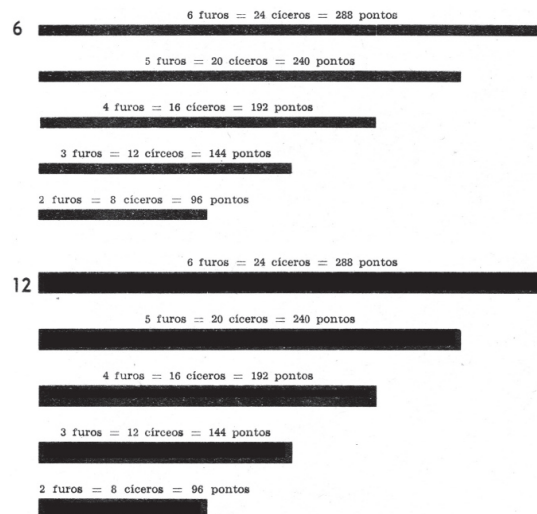 6 furos = 24 cíceros = 288 pontos
6
5 furos = 20 cíceros = 240 pontos
4 furos = 16 cíceros = 192 pontos
3 furos = 12 círceos = 144 pontos
2 furos = 8 cíceros = 96 pontos
6 furos = 24 cíceros = 288 pontos
12
5 furos = 20 cíceros = 240 pontos
4 furos = 16 cíceros = 192 pontos
3 furos = 12 círceos = 144 pontos
2 furos = 8 cíceros = 96 pontos